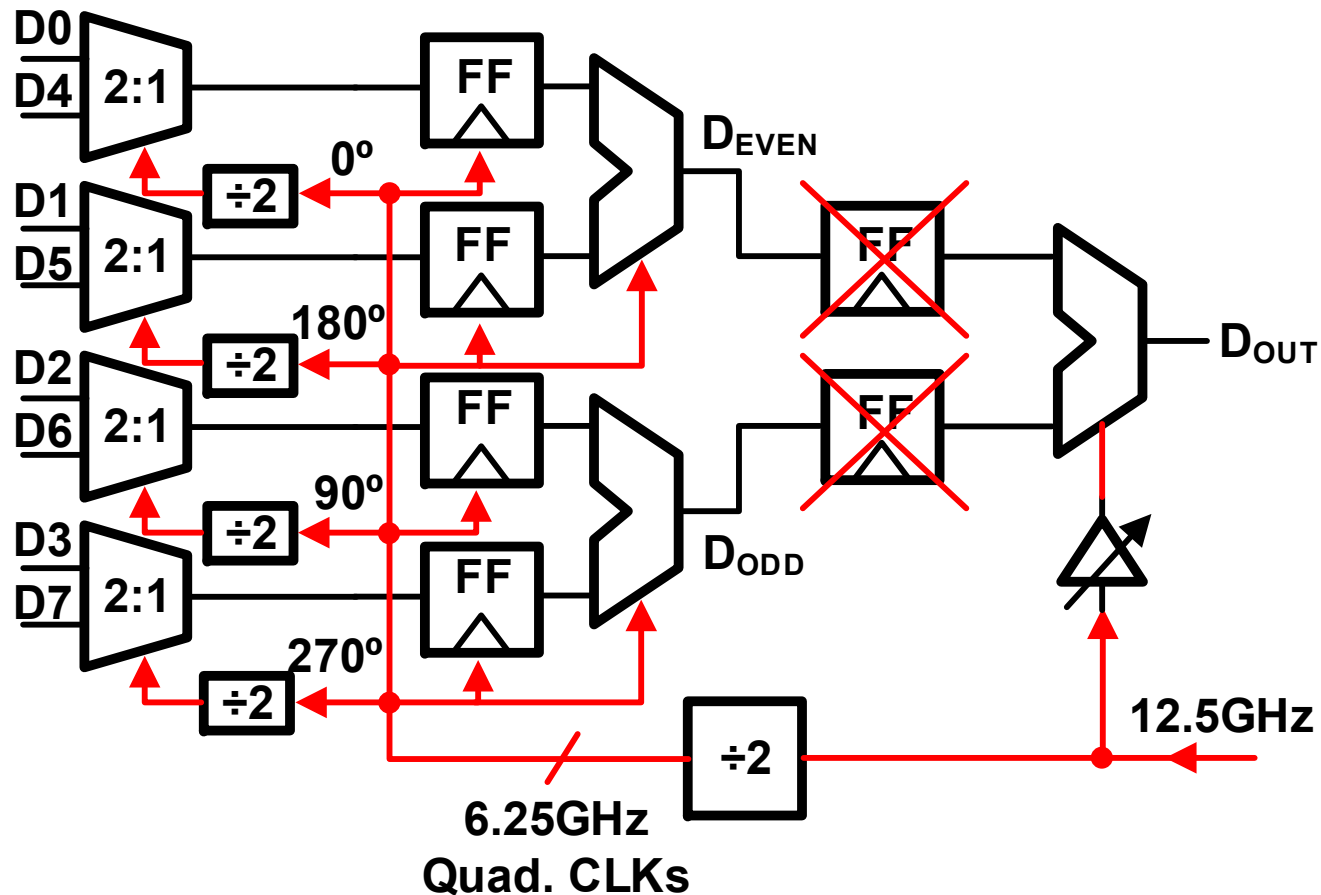 D0
D4
2:1
FF
0º
÷2
D1
D5
2:1
FF
180º
÷2
D2
D6
2:1
FF
90º
÷2
D3
D7
2:1
FF
270º
÷2
DEVEN
DODD
FF
FF
DOUT
12.5GHz
÷2
6.25GHz
Quad. CLKs